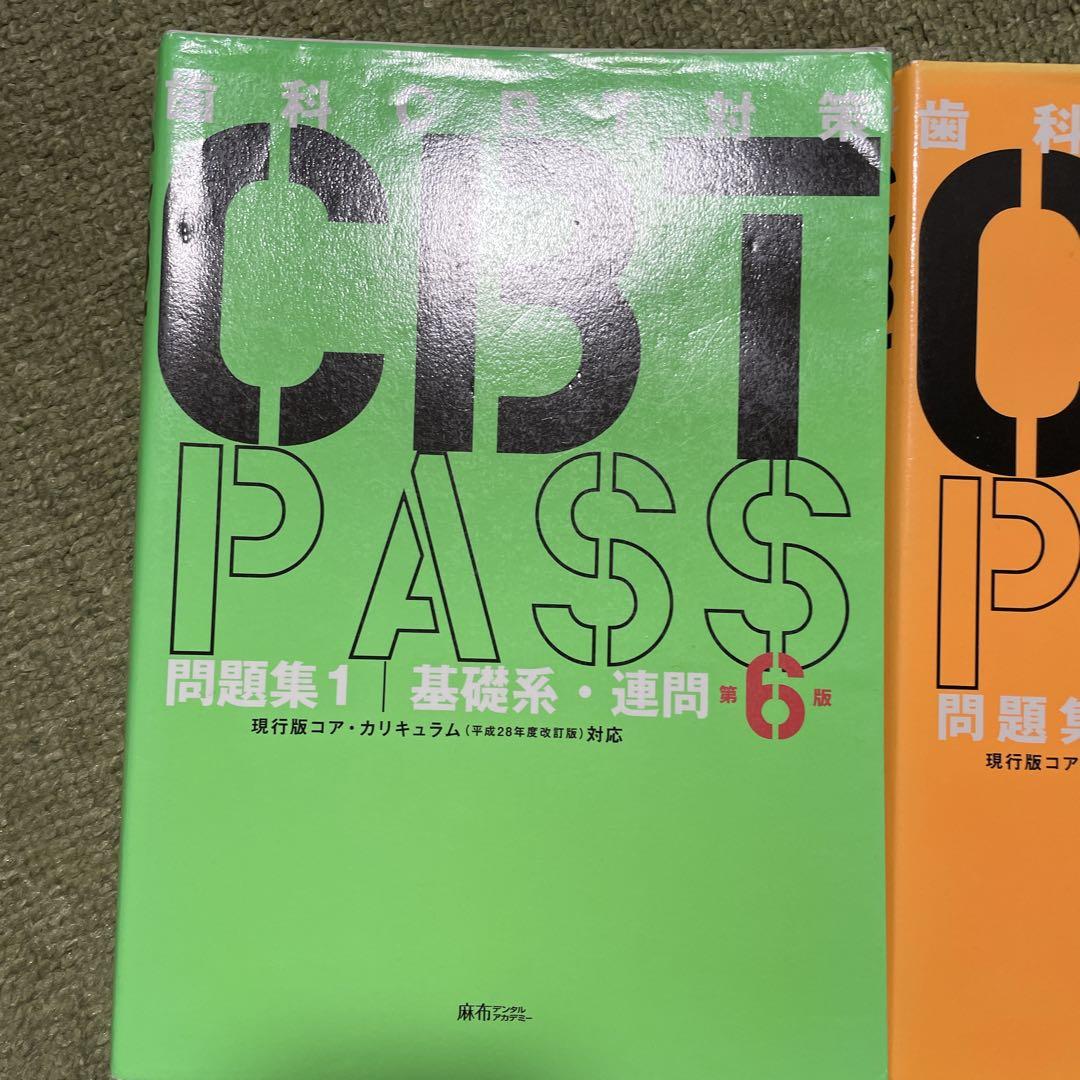 歯科CBT対策
CBT
PASS
問題集1 基礎系・連問 第6版
現行版コア・カリキュラム(平成28年度改訂版)対応
麻布デンタルアカデミー
歯科
C
P
問題集
現行版コア